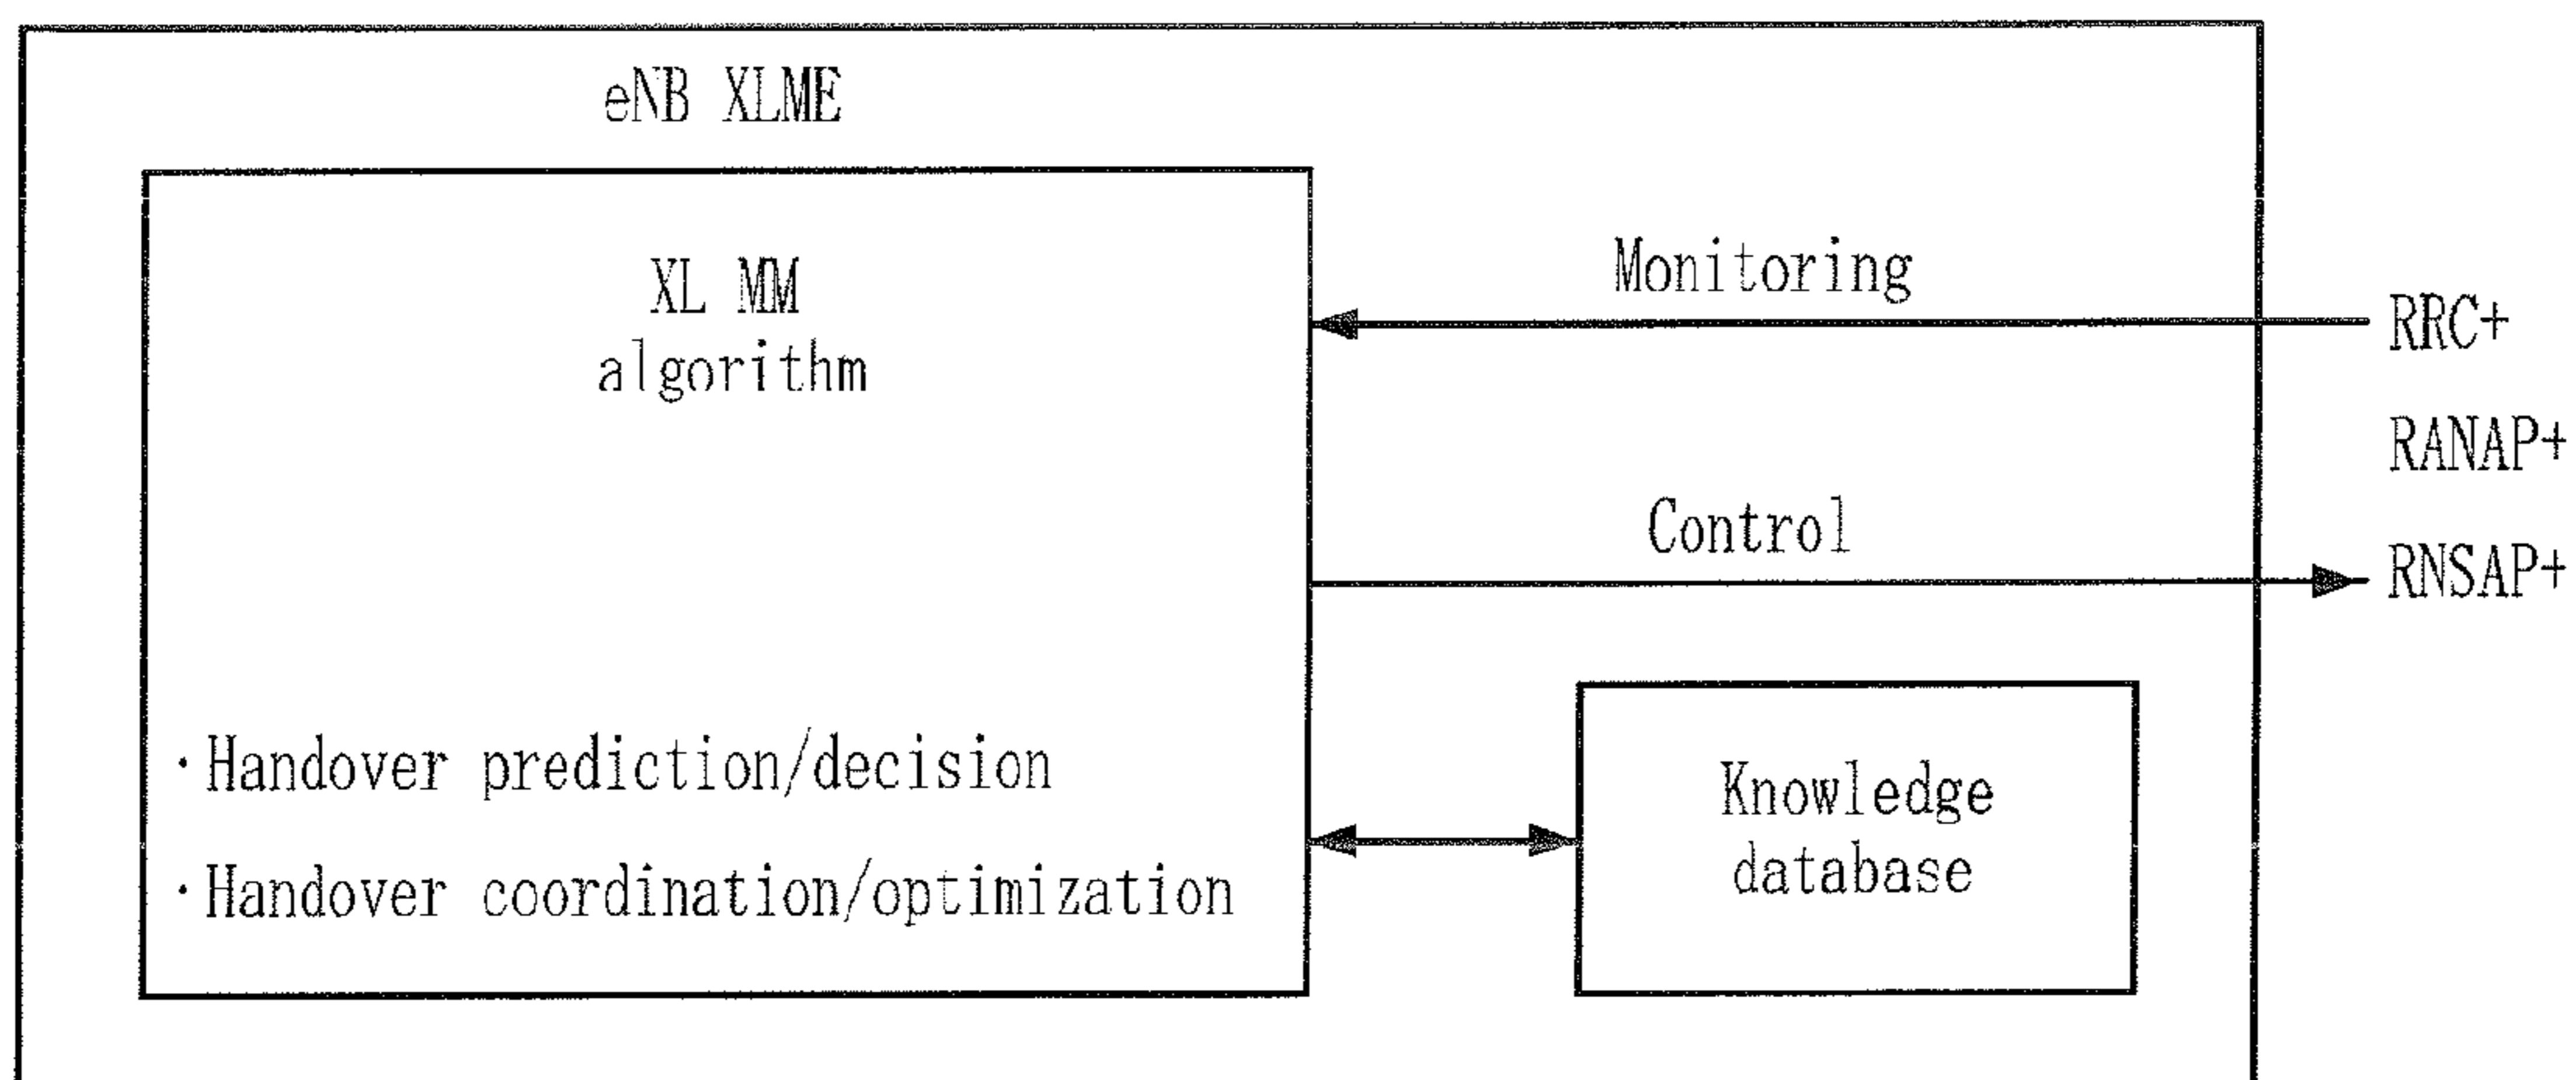 eNB XLME
XL MM
algorithm
·Handover prediction/decision
·Handover coordination/optimization
Monitoring
Control
Knowledge
database
RRC+
RANAP+
RNSAP+